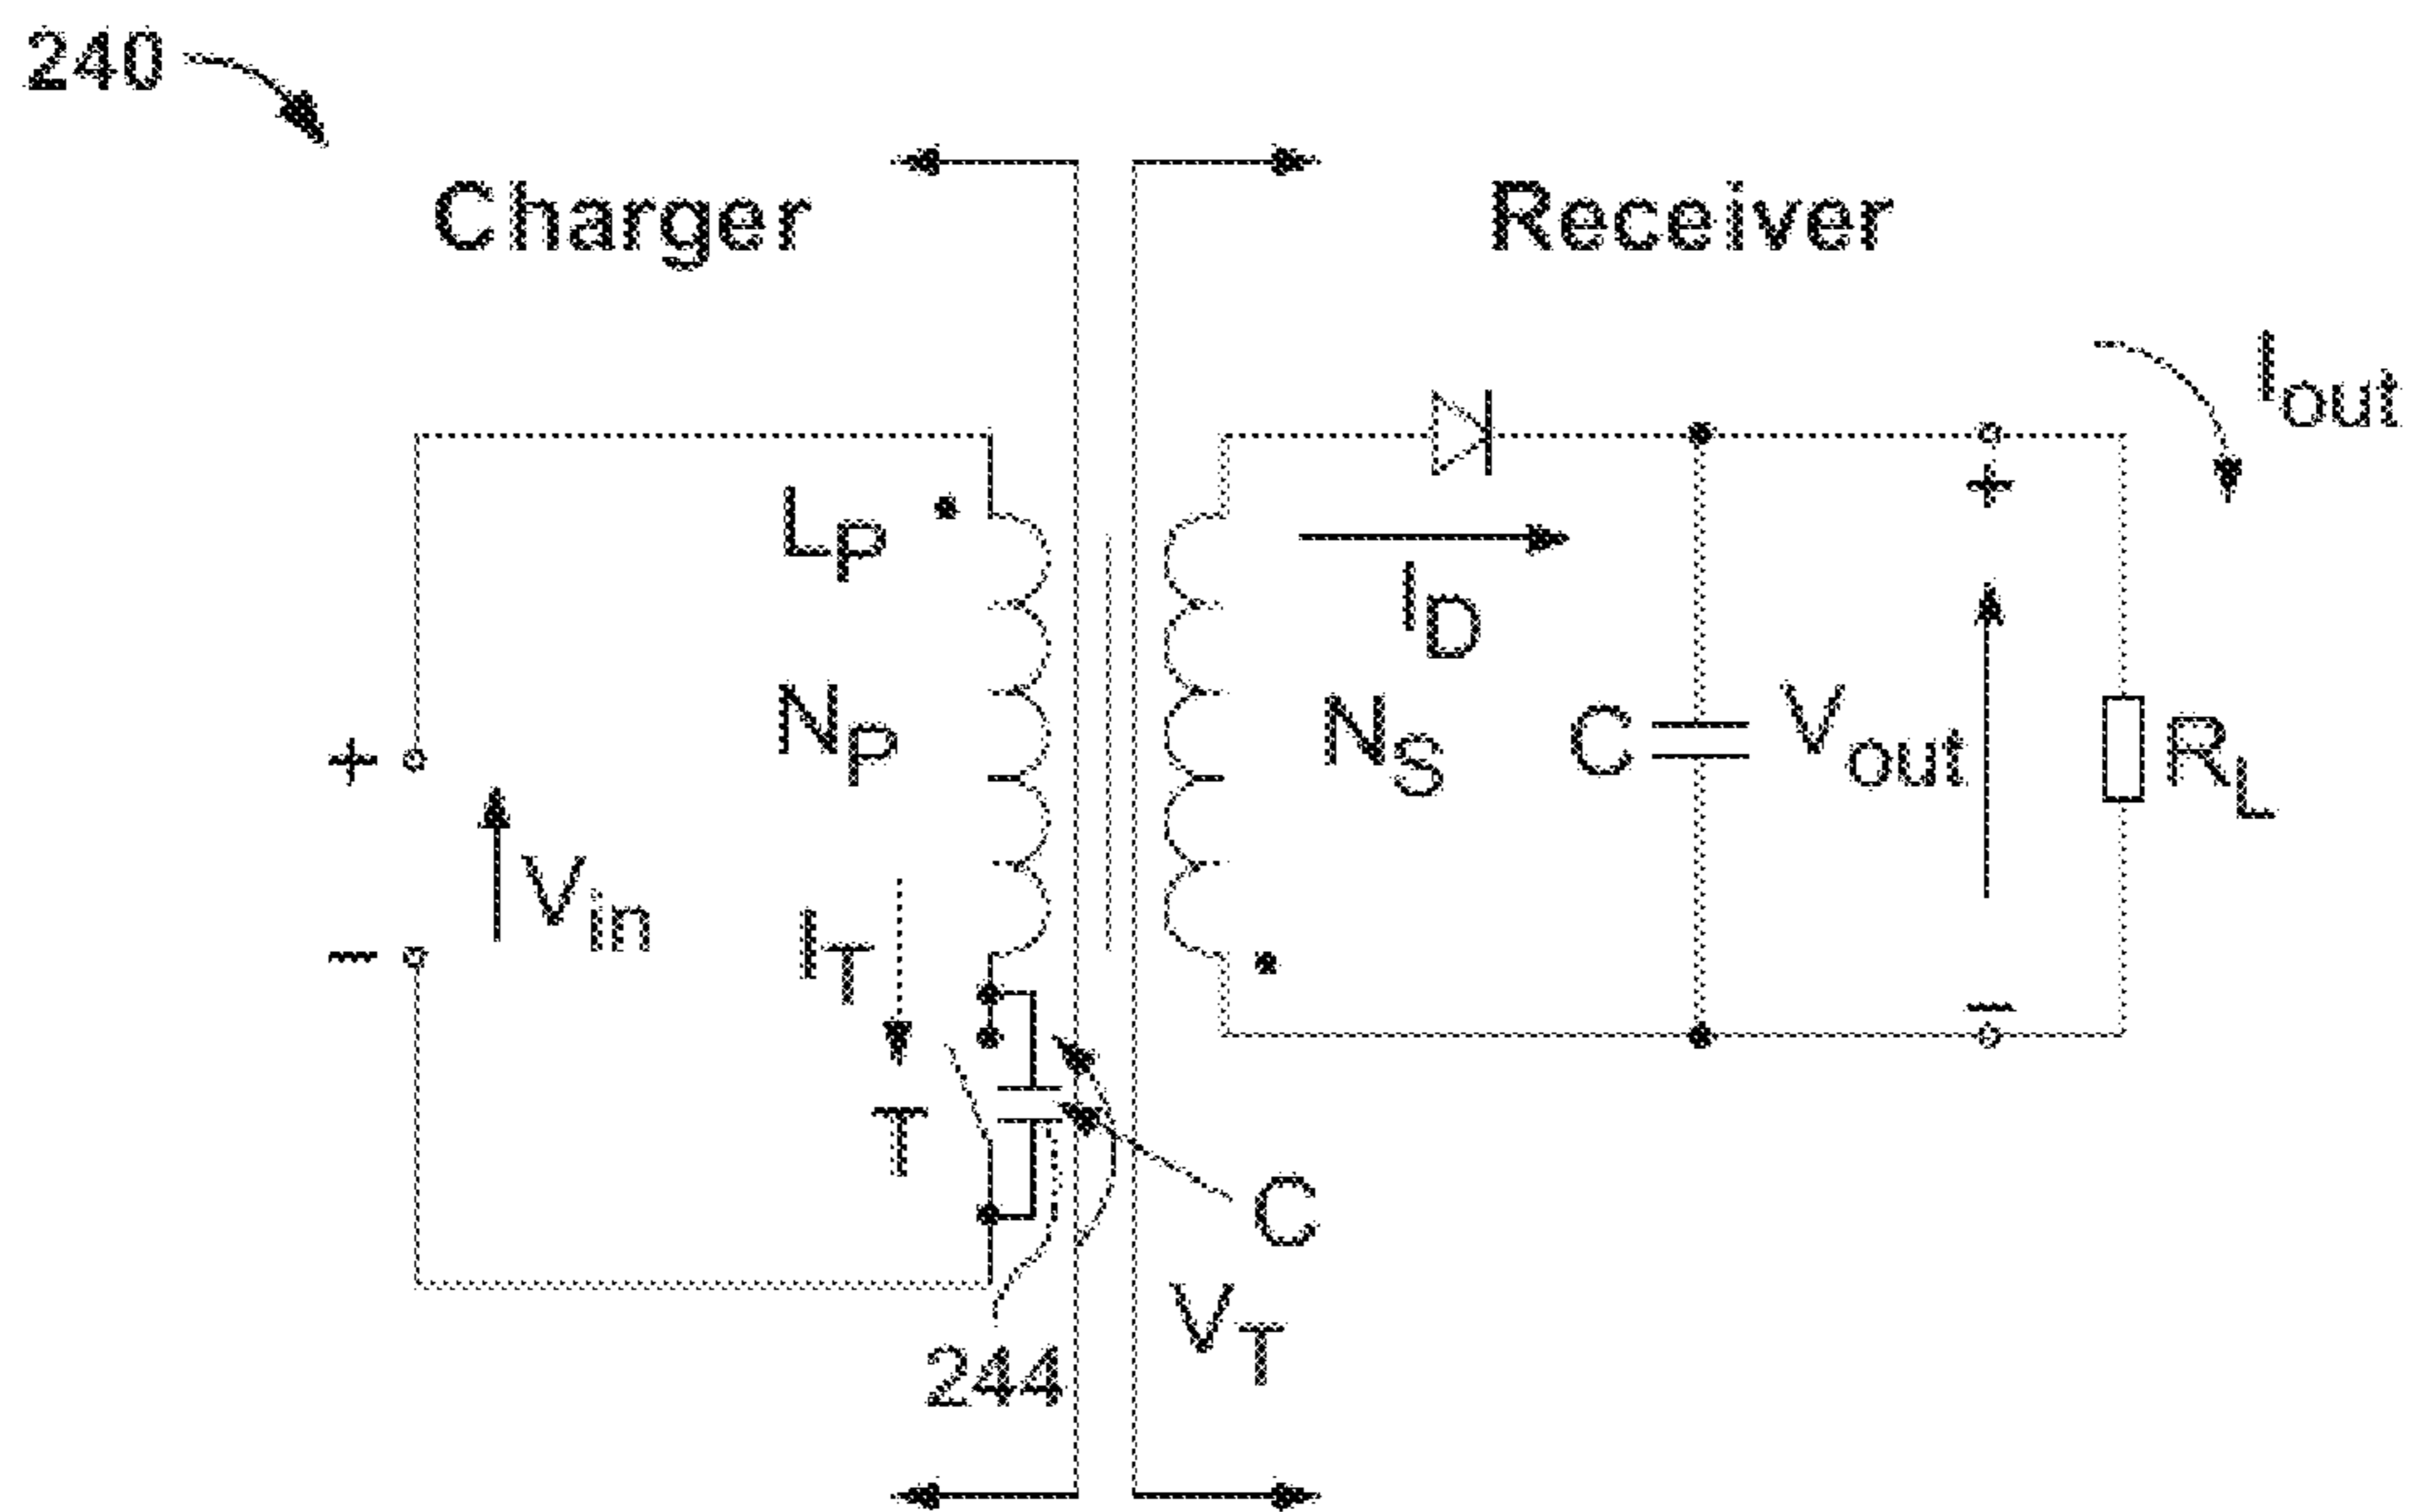 240
Charger
Receiver
Iout
LP
ID
+
NP
NS
C
Vout
RL
+
Vin
IT
−
−
T
C
VT
244